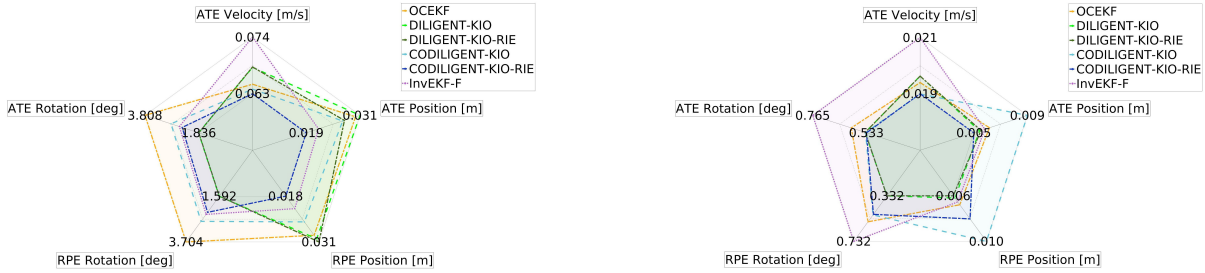 ATE Velocity [m/s]
0.074
OCEKF
DILIGENT-KIO
DILIGENT-KIO-RIE
CODILIGENT-KIO
CODILIGENT-KIO-RIE
InvEKF-F
0.063
ATE Rotation [deg]
3.808
1.836
0.019
0.031
ATE Position [m]
1.592
0.018
3.704
0.031
RPE Rotation [deg]
RPE Position [m]
ATE Velocity [m/s]
0.021
OCEKF
DILIGENT-KIO
DILIGENT-KIO-RIE
CODILIGENT-KIO
CODILIGENT-KIO-RIE
InvEKF-F
0.019
ATE Rotation [deg]
0.765
0.533
0.005
0.009
ATE Position [m]
0.332
0.006
0.732
0.010
RPE Rotation [deg]
RPE Position [m]